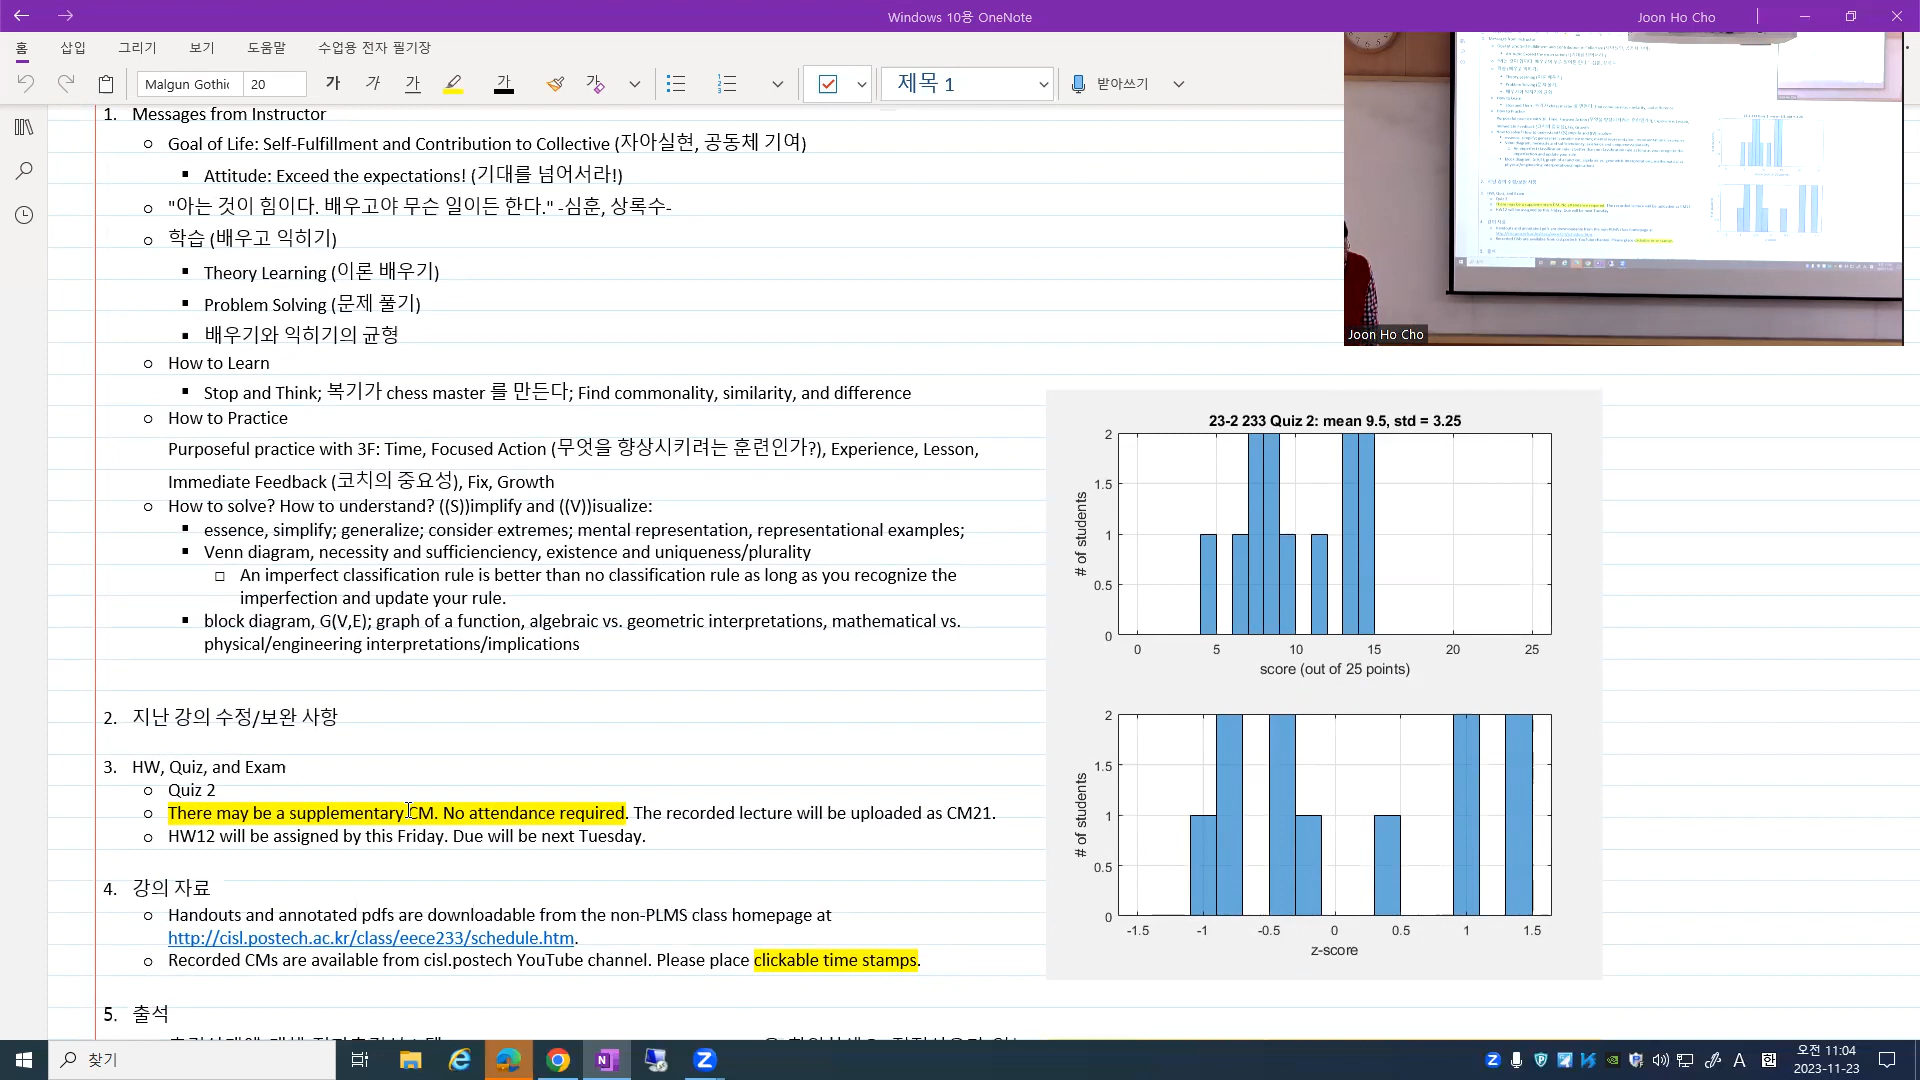 Windows 10용 OneNote
Joon Ho Cho
홈 삽입 그리기 보기 도움말 수업용 전자 필기장
Malgun Gothic 20 가 가 가 가 가 제목 1 받아쓰기
1. Messages from Instructor
Goal of Life: Self-Fulfillment and Contribution to Collective (자아실현, 공동체 기여)
Attitude: Exceed the expectations! (기대를 넘어서라!)
"아는 것이 힘이다. 배우고야 무슨 일이든 한다." -심훈, 상록수-
학습 (배우고 익히기)
Theory Learning (이론 배우기)
Problem Solving (문제 풀기)
배우기와 익히기의 균형
How to Learn
Stop and Think; 복기가 chess master 를 만든다; Find commonality, similarity, and difference
How to Practice
Purposeful practice with 3F: Time, Focused Action (무엇을 향상시키려는 훈련인가?), Experience, Lesson,
Immediate Feedback (코치의 중요성), Fix, Growth
How to solve? How to understand? ((S))implify and ((V))isualize:
essence, simplify; generalize; consider extremes; mental representation, representational examples;
Venn diagram, necessity and sufficienciency, existence and uniqueness/plurality
An imperfect classification rule is better than no classification rule as long as you recognize the
imperfection and update your rule.
block diagram, G(V,E); graph of a function, algebraic vs. geometric interpretations, mathematical vs.
physical/engineering interpretations/implications
2. 지난 강의 수정/보완 사항
3. HW, Quiz, and Exam
Quiz 2
There may be a supplementary CM. No attendance required. The recorded lecture will be uploaded as CM21.
HW12 will be assigned by this Friday. Due will be next Tuesday.
4. 강의 자료
Handouts and annotated pdfs are downloadable from the non-PLMS class homepage at
http://cisl.postech.ac.kr/class/eece233/schedule.htm.
Recorded CMs are available from cisl.postech YouTube channel. Please place clickable time stamps.
5. 출석
Joon Ho Cho
23-2 233 Quiz 2: mean 9.5, std = 3.25
# of students
2
1.5
1
0.5
0
0 5 10 15 20 25
score (out of 25 points)
# of students
2
1.5
1
0.5
0
-1.5 -1 -0.5 0 0.5 1 1.5
z-score
찾기
A 한
오전 11:04
2023-11-23